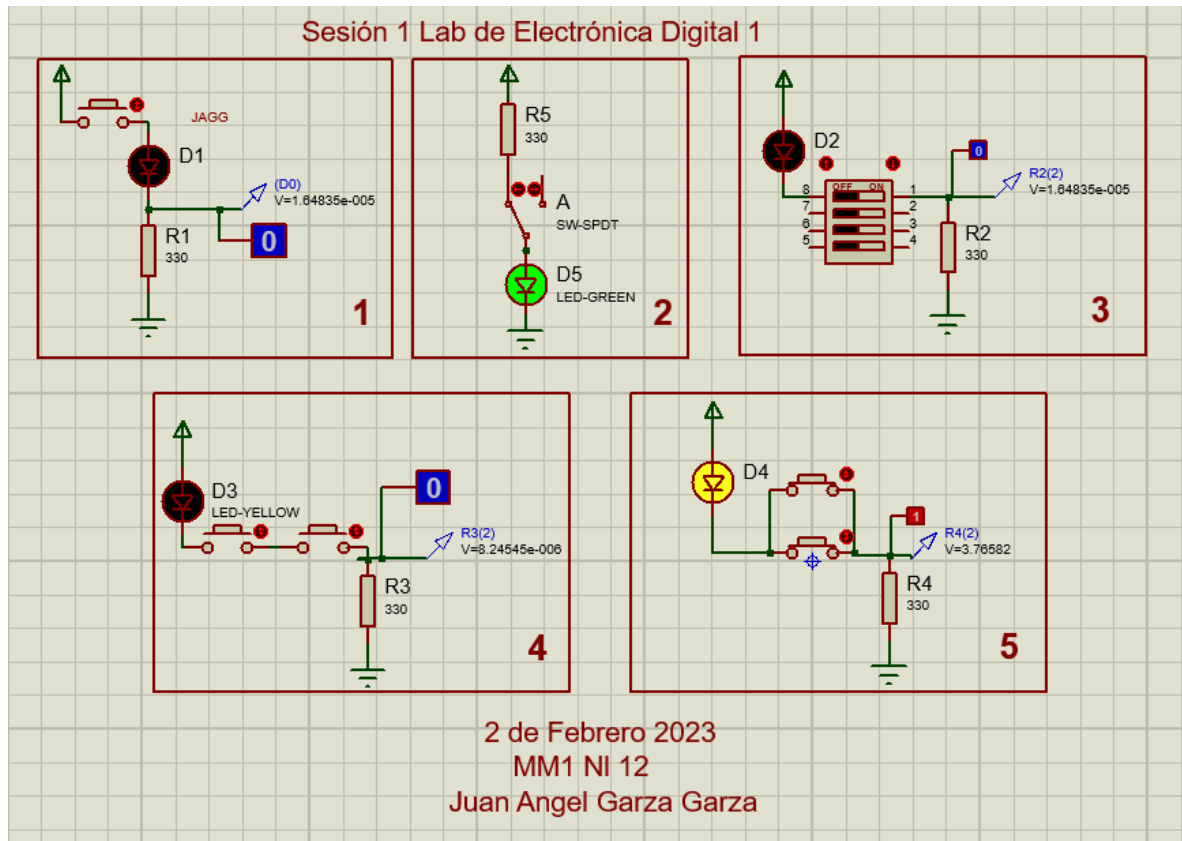 Sesión 1 Lab de Electrónica Digital 1
JAGG
D1
(D0)
V=1.64835e-005
R1
330
0
1
R5
330
A
SW-SPDT
D5
LED-GREEN
2
D2
0
R2(2)
V=1.64835e-005
OFF ON
8 1
7 2
6 3
5 4
R2
330
3
D3
LED-YELLOW
0
R3(2)
V=8.24545e-006
R3
330
4
D4
1
R4(2)
V=3.76582
R4
330
5
2 de Febrero 2023
MM1 NI 12
Juan Angel Garza Garza